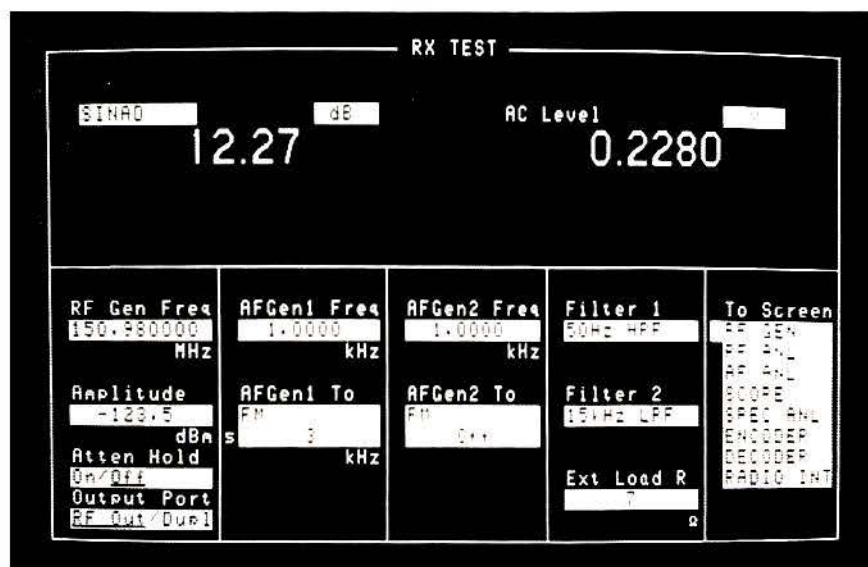 RX TEST
SINAD dB
12.27
AC Level V
0.2280
RF Gen Freq
150.980000
MHz
Amplitude
-123.5
dBm
Atten Hold
On/Off
Output Port
RF Out/Dupl
AFGen1 Freq
1.0000
kHz
AFGen1 To
FM
s 3
kHz
AFGen2 Freq
1.0000
kHz
AFGen2 To
FM
Off
Filter 1
50Hz HPF
Filter 2
15kHz LPF
Ext Load R
7
Ω
To Screen
RF GEN
RF ANL
AF ANL
SCOPE
SPEC ANL
ENCODER
DECODER
RADIO INT